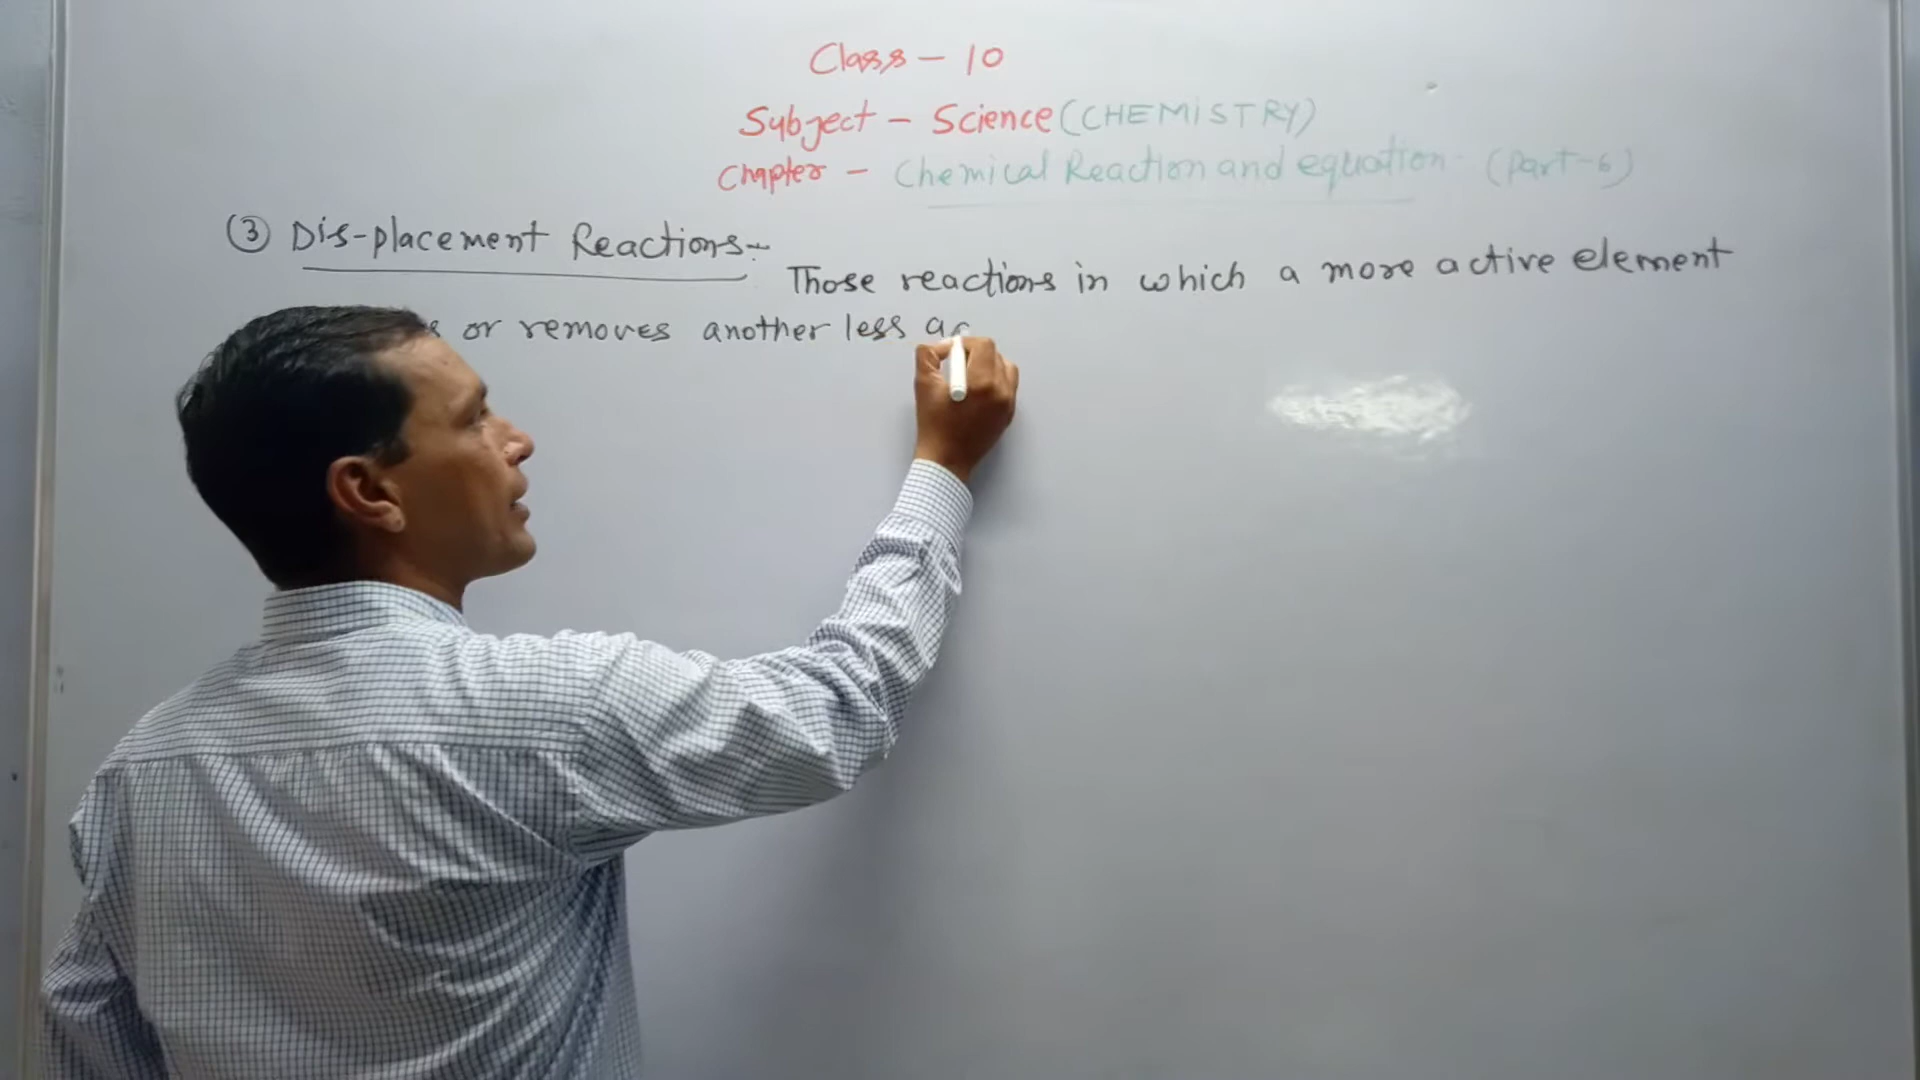 Class - 10
Subject - Science (CHEMISTRY)
Chapter - Chemical Reaction and equation (Part-6)
③ Dis-placement Reactions:-
Those reactions in which a more active element
or removes another less ac